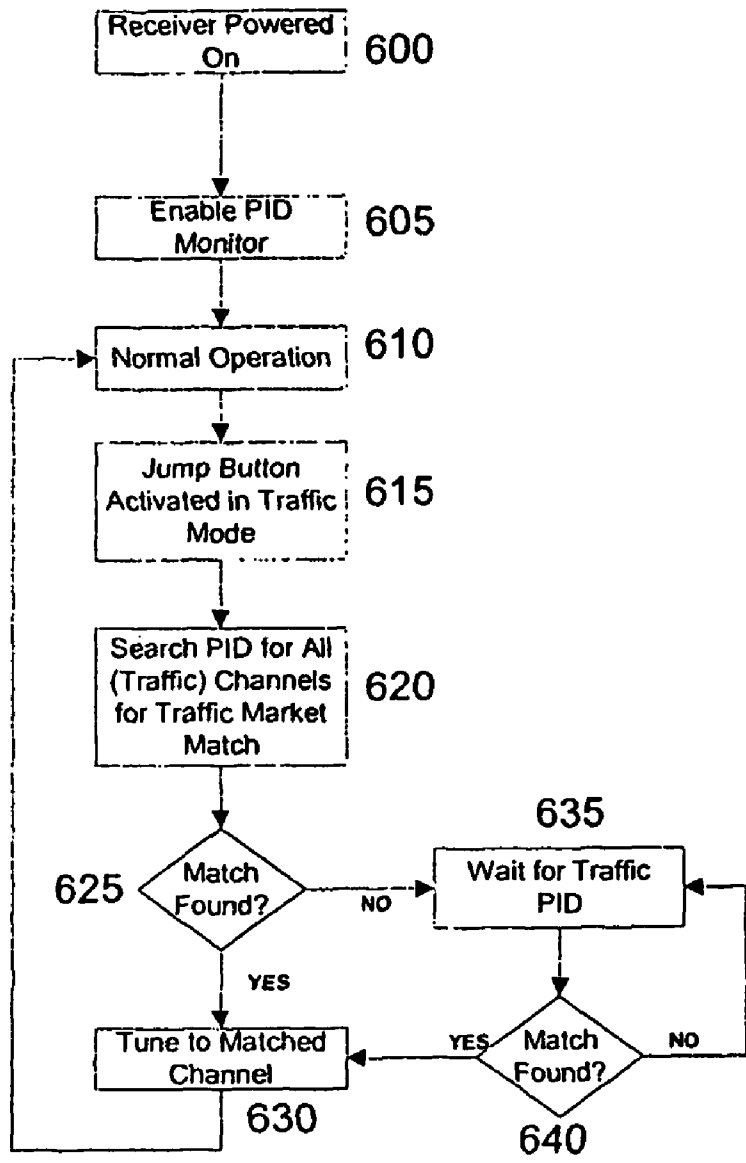 Receiver Powered
On
600
Enable PID
Monitor
605
Normal Operation
610
Jump Button
Activated in Traffic
Mode
615
Search PID for All
(Traffic) Channels
for Traffic Market
Match
620
625
Match
Found?
NO
YES
635
Wait for Traffic
PID
Tune to Matched
Channel
630
YES
Match
Found?
NO
640